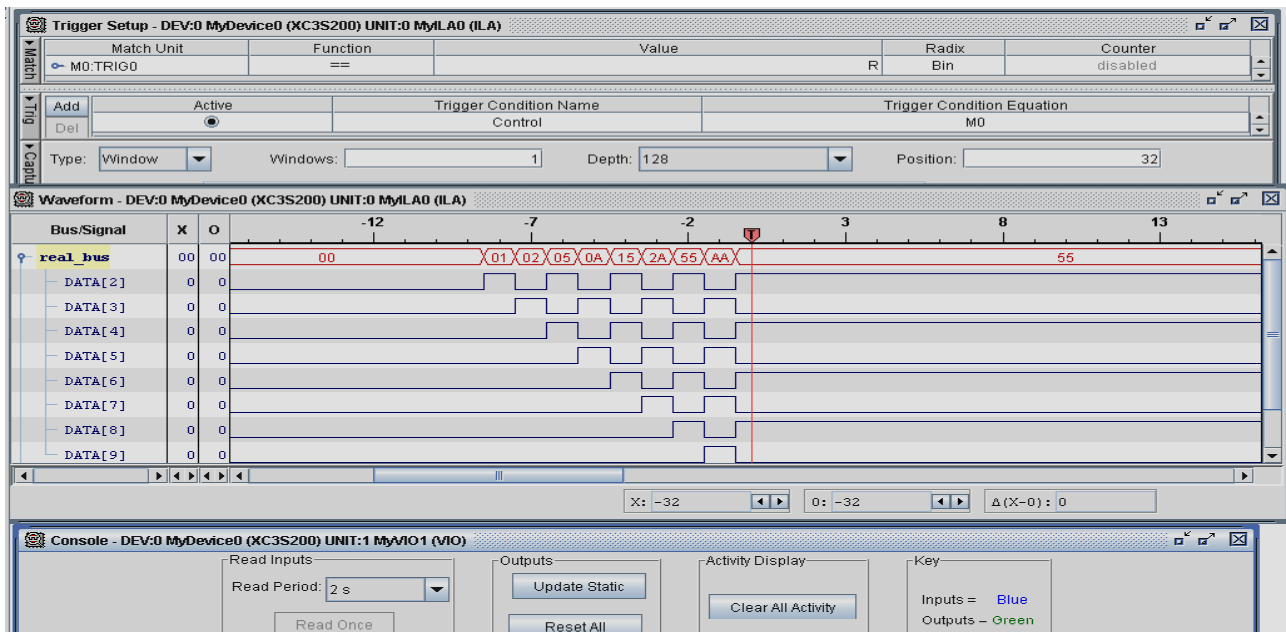 Trigger Setup - DEV:0 MyDevice0 (XC3S200) UNIT:0 MyILA0 (ILA)
Match
Match Unit Function Value Radix Counter
M0:TRIG0 == R Bin disabled
Trig
Add Active Trigger Condition Name Trigger Condition Equation
Del Control M0
Captu
Type: Window Windows: 1 Depth: 128 Position: 32
Waveform - DEV:0 MyDevice0 (XC3S200) UNIT:0 MyILA0 (ILA)
Bus/Signal X O -12 -7 -2 3 8 13
T
real_bus 00 00 00 01 02 05 0A 15 2A 55 AA 55
DATA[2] 0 0
DATA[3] 0 0
DATA[4] 0 0
DATA[5] 0 0
DATA[6] 0 0
DATA[7] 0 0
DATA[8] 0 0
DATA[9] 0 0
X: -32 O: -32 Δ(X-O): 0
Console - DEV:0 MyDevice0 (XC3S200) UNIT:1 MyVIO1 (VIO)
Read Inputs Outputs Activity Display Key
Read Period: 2 s Update Static Clear All Activity Inputs = Blue
Read Once Reset All Outputs = Green